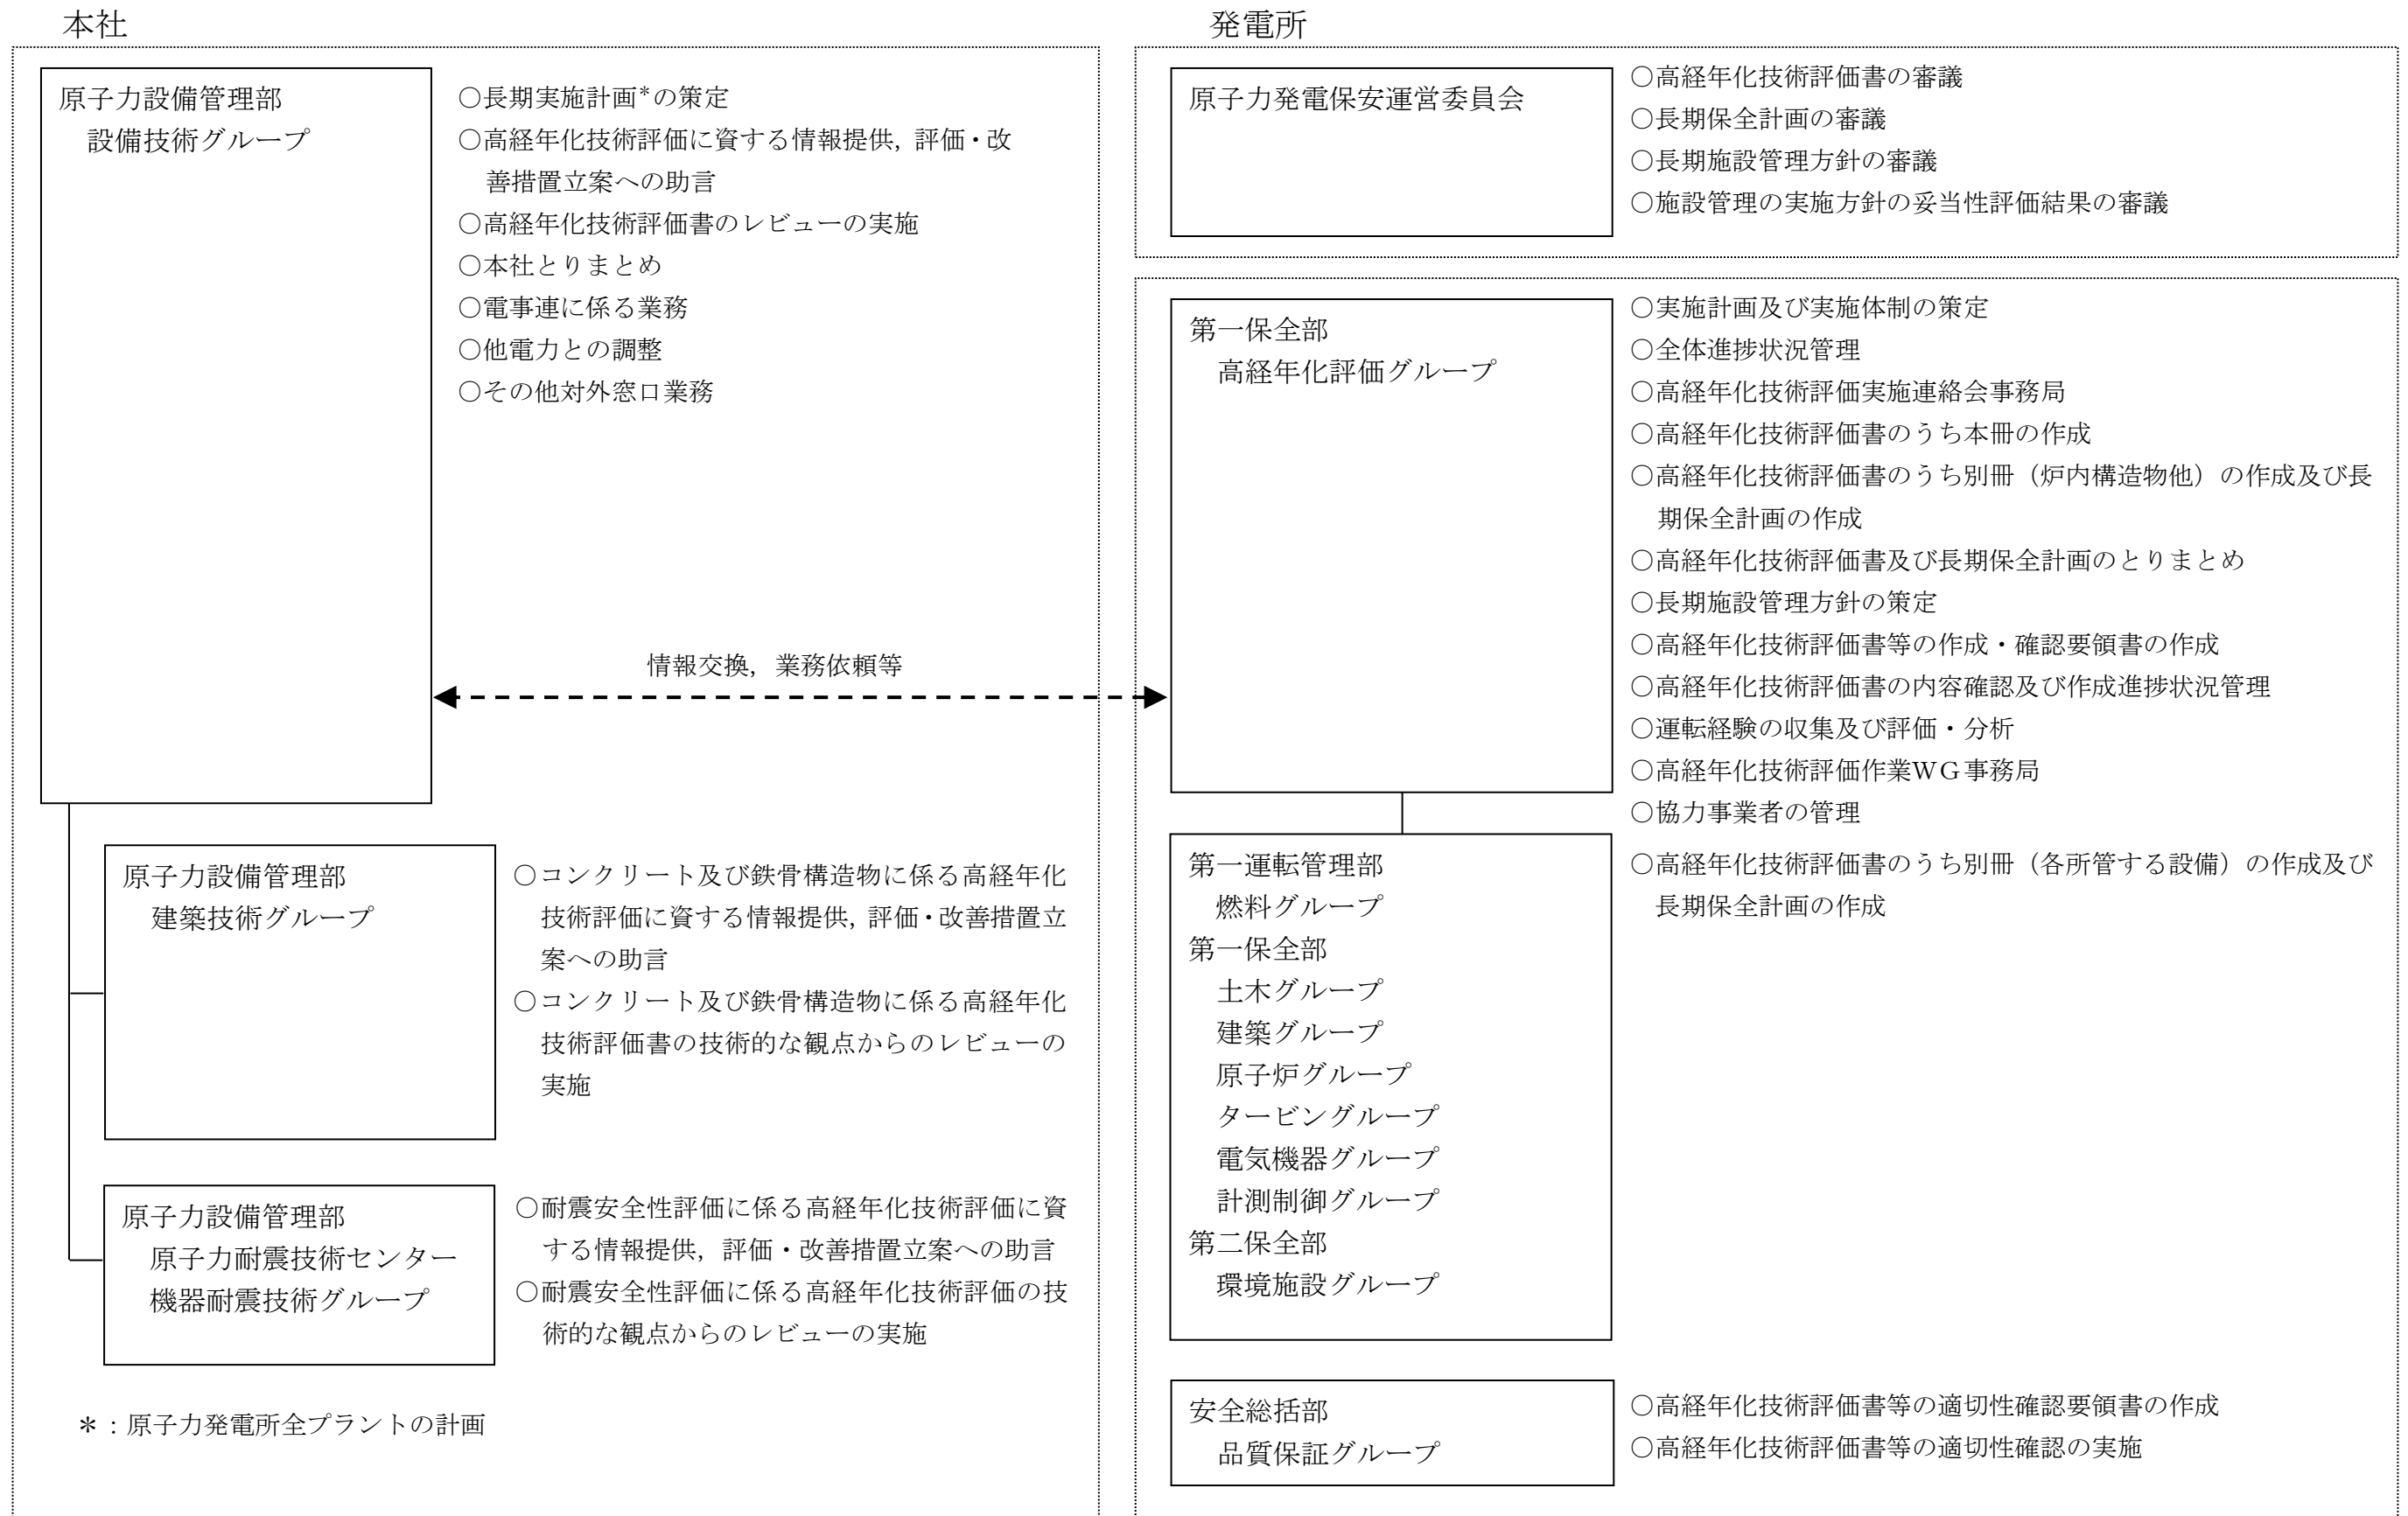 本社
原子力設備管理部
設備技術グループ
○長期実施計画*の策定
○高経年化技術評価に資する情報提供，評価・改
善措置立案への助言
○高経年化技術評価書のレビューの実施
○本社とりまとめ
○電事連に係る業務
○他電力との調整
○その他対外窓口業務
情報交換，業務依頼等
原子力設備管理部
建築技術グループ
○コンクリート及び鉄骨構造物に係る高経年化
技術評価に資する情報提供，評価・改善措置立
案への助言
○コンクリート及び鉄骨構造物に係る高経年化
技術評価書の技術的な観点からのレビューの
実施
原子力設備管理部
原子力耐震技術センター
機器耐震技術グループ
○耐震安全性評価に係る高経年化技術評価に資
する情報提供，評価・改善措置立案への助言
○耐震安全性評価に係る高経年化技術評価の技
術的な観点からのレビューの実施
＊：原子力発電所全プラントの計画
発電所
原子力発電保安運営委員会
○高経年化技術評価書の審議
○長期保全計画の審議
○長期施設管理方針の審議
○施設管理の実施方針の妥当性評価結果の審議
第一保全部
高経年化評価グループ
○実施計画及び実施体制の策定
○全体進捗状況管理
○高経年化技術評価実施連絡会事務局
○高経年化技術評価書のうち本冊の作成
○高経年化技術評価書のうち別冊（炉内構造物他）の作成及び長
期保全計画の作成
○高経年化技術評価書及び長期保全計画のとりまとめ
○長期施設管理方針の策定
○高経年化技術評価書等の作成・確認要領書の作成
○高経年化技術評価書の内容確認及び作成進捗状況管理
○運転経験の収集及び評価・分析
○高経年化技術評価作業ＷＧ事務局
○協力事業者の管理
第一運転管理部
燃料グループ
第一保全部
土木グループ
建築グループ
原子炉グループ
タービングループ
電気機器グループ
計測制御グループ
第二保全部
環境施設グループ
○高経年化技術評価書のうち別冊（各所管する設備）の作成及び
長期保全計画の作成
安全総括部
品質保証グループ
○高経年化技術評価書等の適切性確認要領書の作成
○高経年化技術評価書等の適切性確認の実施